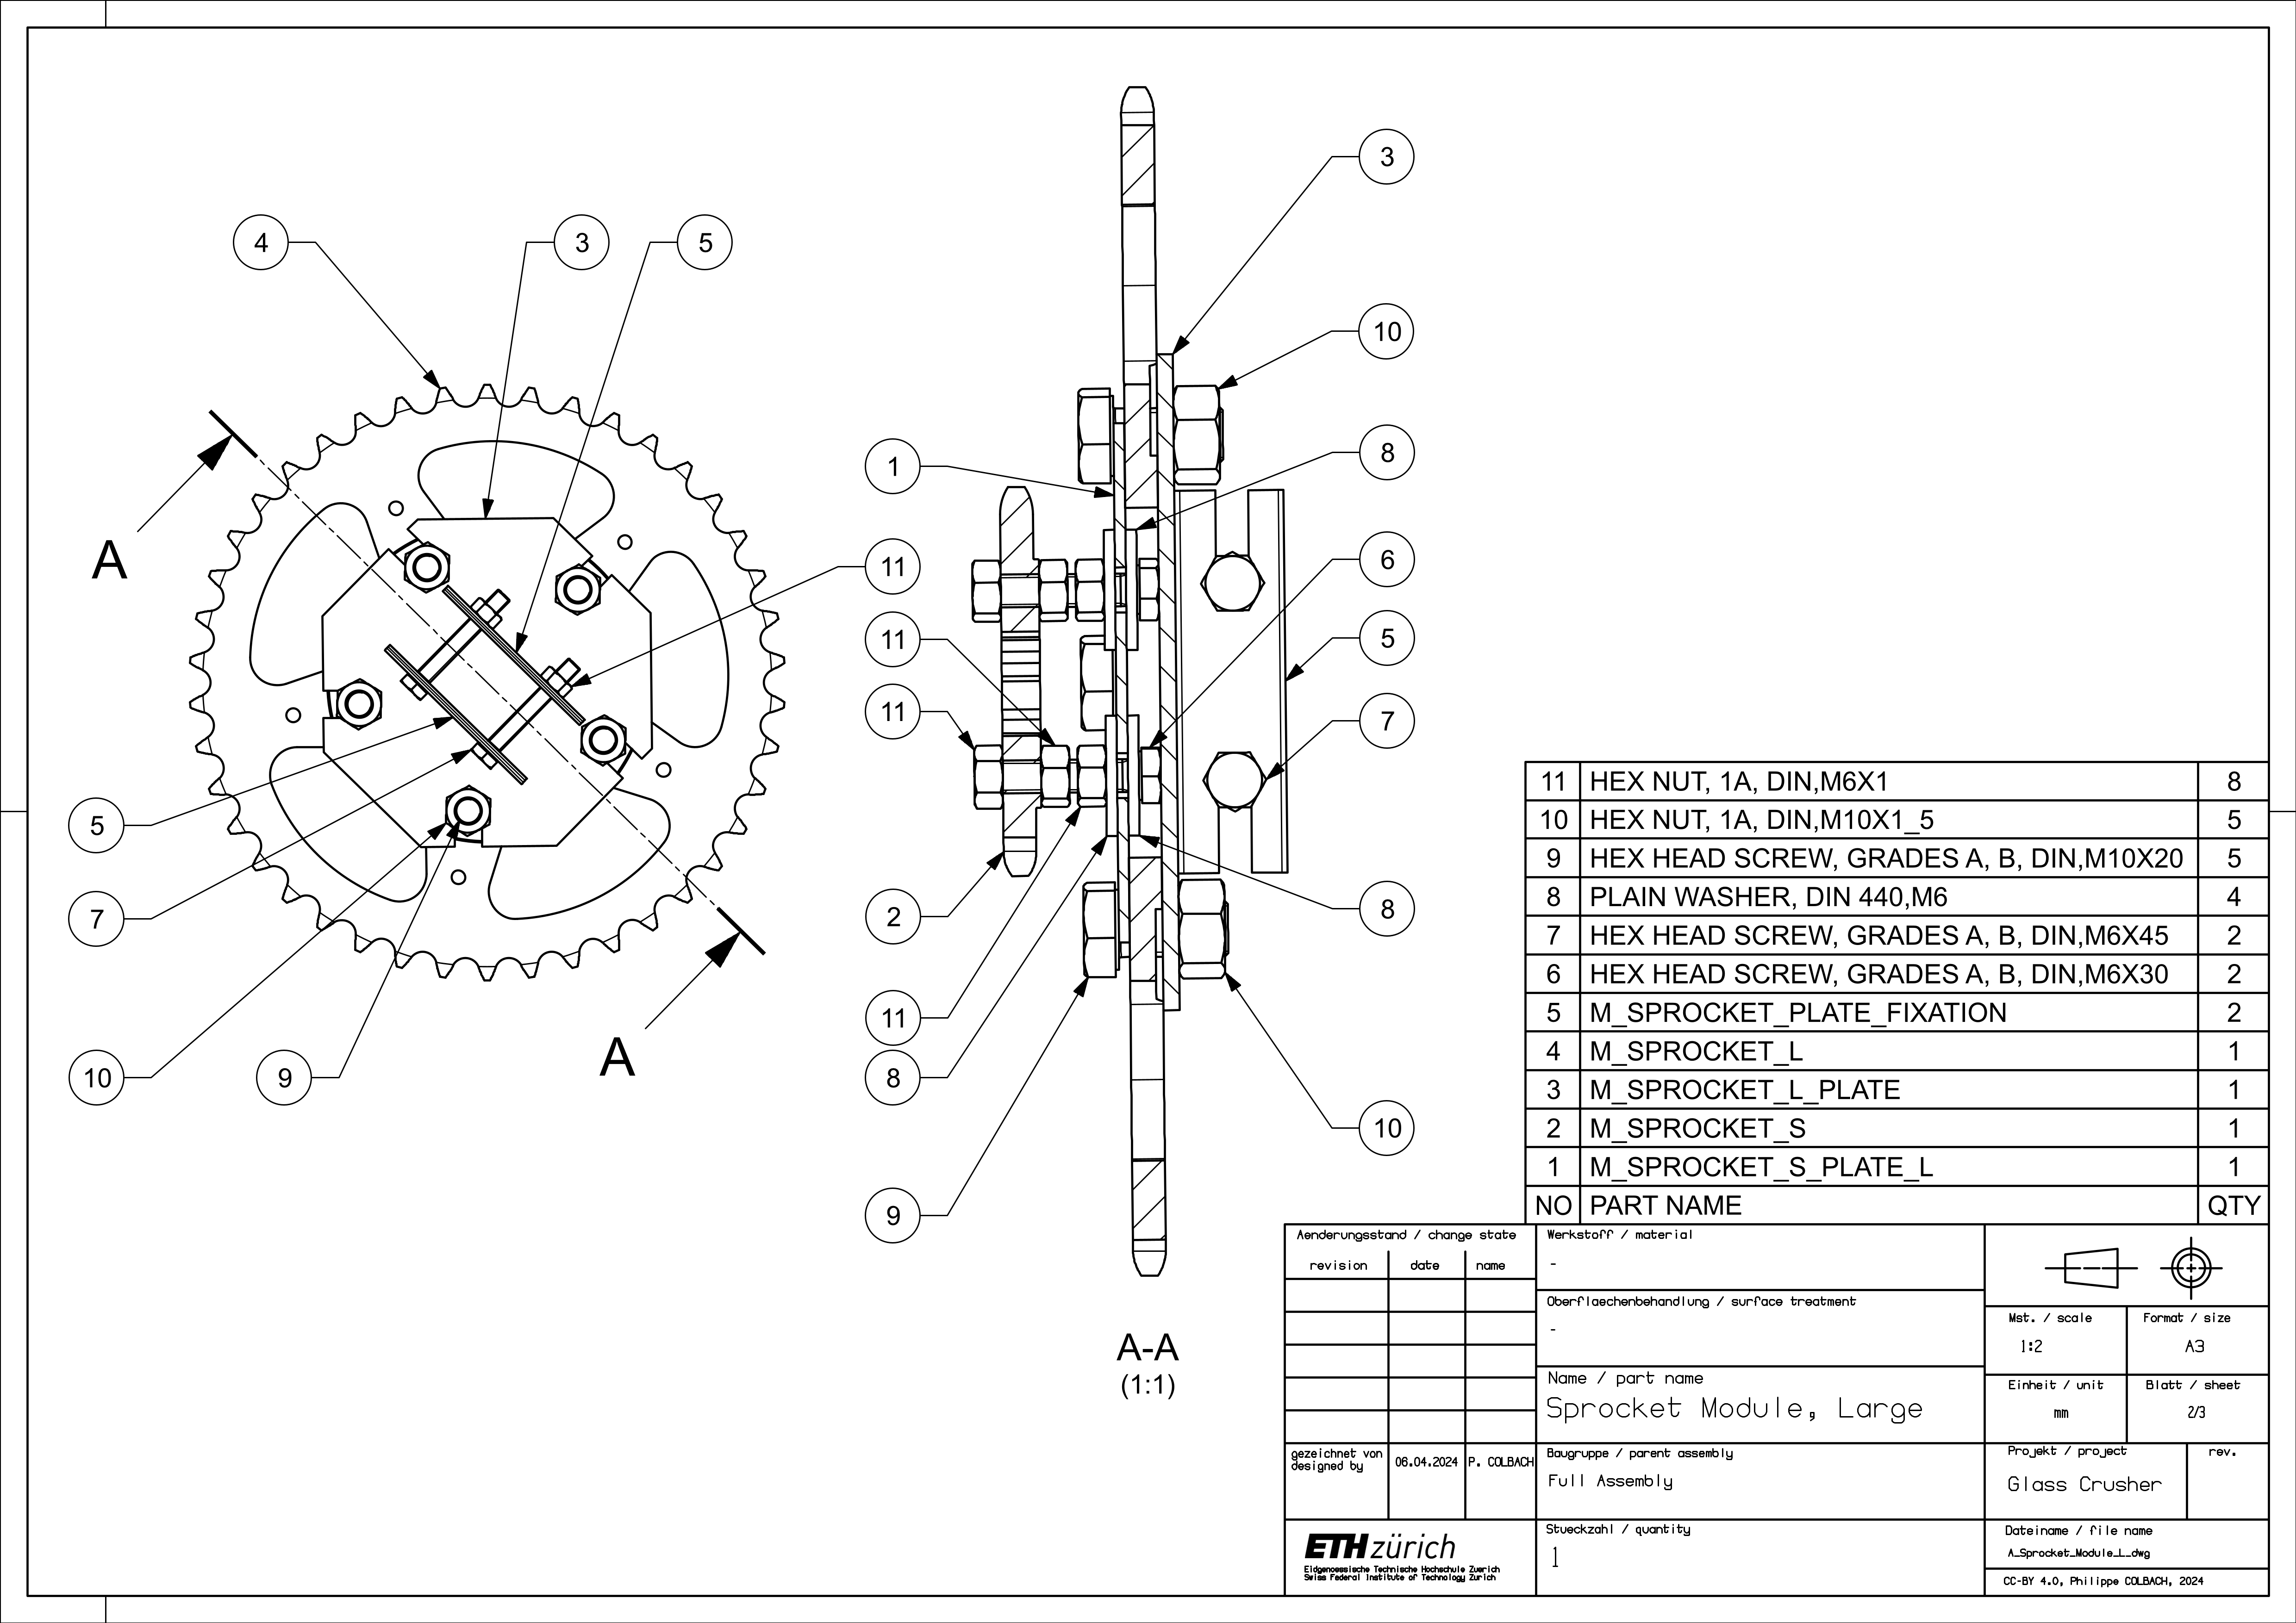 4
3
5
A
11
5
7
10
9
A
3
10
1
8
11
6
5
11
7
2
8
11
8
10
9
A-A
(1:1)
11 HEX NUT, 1A, DIN,M6X1 8
10 HEX NUT, 1A, DIN,M10X1_5 5
9 HEX HEAD SCREW, GRADES A, B, DIN,M10X20 5
8 PLAIN WASHER, DIN 440,M6 4
7 HEX HEAD SCREW, GRADES A, B, DIN,M6X45 2
6 HEX HEAD SCREW, GRADES A, B, DIN,M6X30 2
5 M_SPROCKET_PLATE_FIXATION 2
4 M_SPROCKET_L 1
3 M_SPROCKET_L_PLATE 1
2 M_SPROCKET_S 1
1 M_SPROCKET_S_PLATE_L 1
NO PART NAME QTY
Aenderungsstand / change state
revision date name
gezeichnet von
designed by
06.04.2024 P. COLBACH
ETH zürich
Eidgenoessische Technische Hochschule Zuerich
Swiss Federal Institute of Technology Zurich
Werkstoff / material
-
Oberflaechenbehandlung / surface treatment
-
Name / part name
Sprocket Module, Large
Baugruppe / parent assembly
Full Assembly
Stueckzahl / quantity
1
Mst. / scale
1:2
Format / size
A3
Einheit / unit
mm
Blatt / sheet
2/3
Projekt / project
Glass Crusher
rev.
Dateiname / file name
A_Sprocket_Module_L.dwg
CC-BY 4.0, Philippe COLBACH, 2024